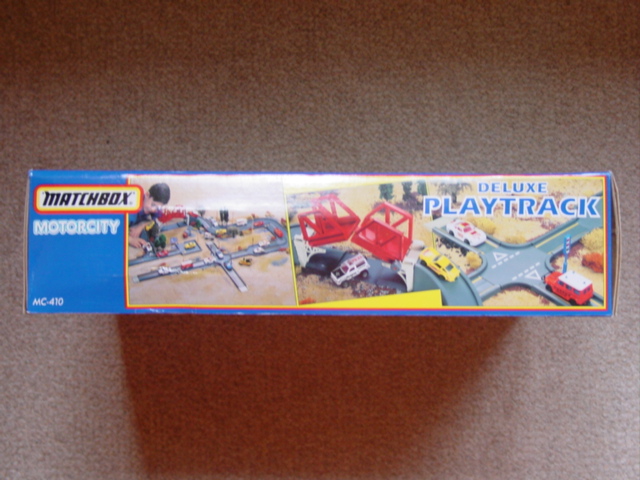 MATCHBOX
MOTORCITY
MC-410
DELUXE
PLAYTRACK